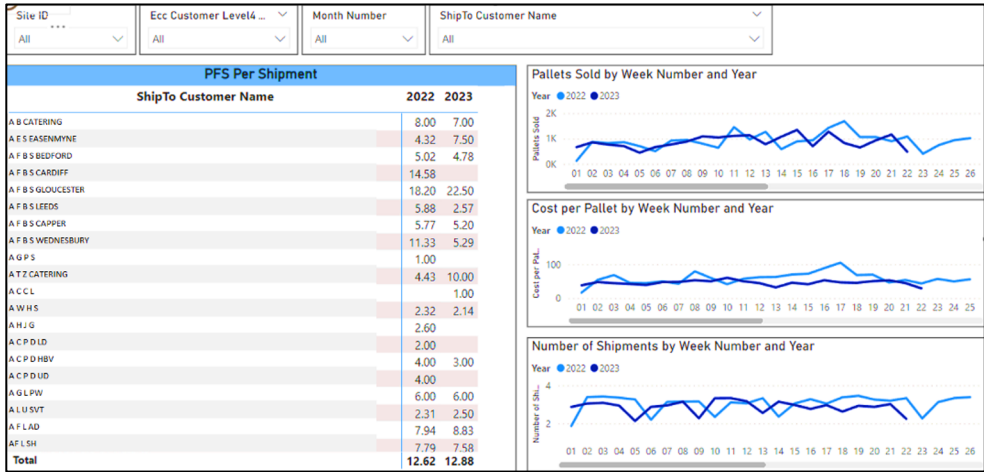 Site ID
Ecc Customer Level4 ...
Month Number
ShipTo Customer Name
All
All
All
All
PFS Per Shipment
ShipTo Customer Name 2022 2023
A B CATERING 8.00 7.00
A E S EASENMYNE 4.32 7.50
A F B S BEDFORD 5.02 4.78
A F B S CARDIFF 14.58
A F B S GLOUCESTER 18.20 22.50
A F B S LEEDS 5.88 2.57
A F B S CAPPER 5.77 5.20
A F B S WEDNESBURY 11.33 5.29
A G P S 1.00
A T Z CATERING 4.43 10.00
A C C L 1.00
A W H S 2.32 2.14
A H J G 2.60
A C P D LD 2.00
A C P D HBV 4.00 3.00
A C P D UD 4.00
A G L PW 6.00 6.00
A L U SVT 2.31 2.50
A F L AD 7.94 8.83
AF L SH 7.79 7.58
Total 12.62 12.88
Pallets Sold by Week Number and Year
Year 2022 2023
Pallets Sold
2K
1K
0K
01 02 03 04 05 06 07 08 09 10 11 12 13 14 15 16 17 18 19 20 21 22 23 24 25 26
Cost per Pallet by Week Number and Year
Year 2022 2023
Cost per Pal...
100
0
01 02 03 04 05 06 07 08 09 10 11 12 13 14 15 16 17 18 19 20 21 22 23 24 25
Number of Shipments by Week Number and Year
Year 2022 2023
Number of Shi...
4
2
01 02 03 04 05 06 07 08 09 10 11 12 13 14 15 16 17 18 19 20 21 22 23 24 25 26